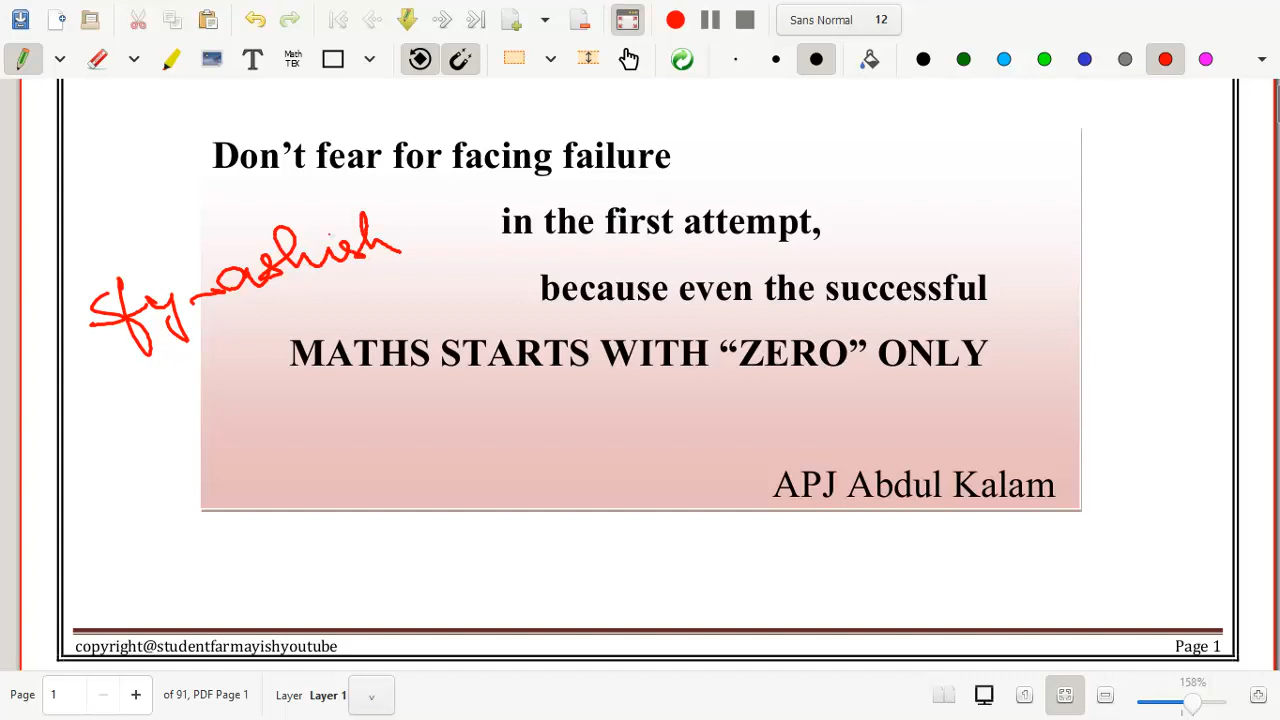 Sans Normal 12
Math
TEX
Don’t fear for facing failure
in the first attempt,
because even the successful
MATHS STARTS WITH “ZERO” ONLY
APJ Abdul Kalam
copyright@studentfarmayishyoutube
Page 1
Page 1 of 91, PDF Page 1 Layer Layer 1 158%